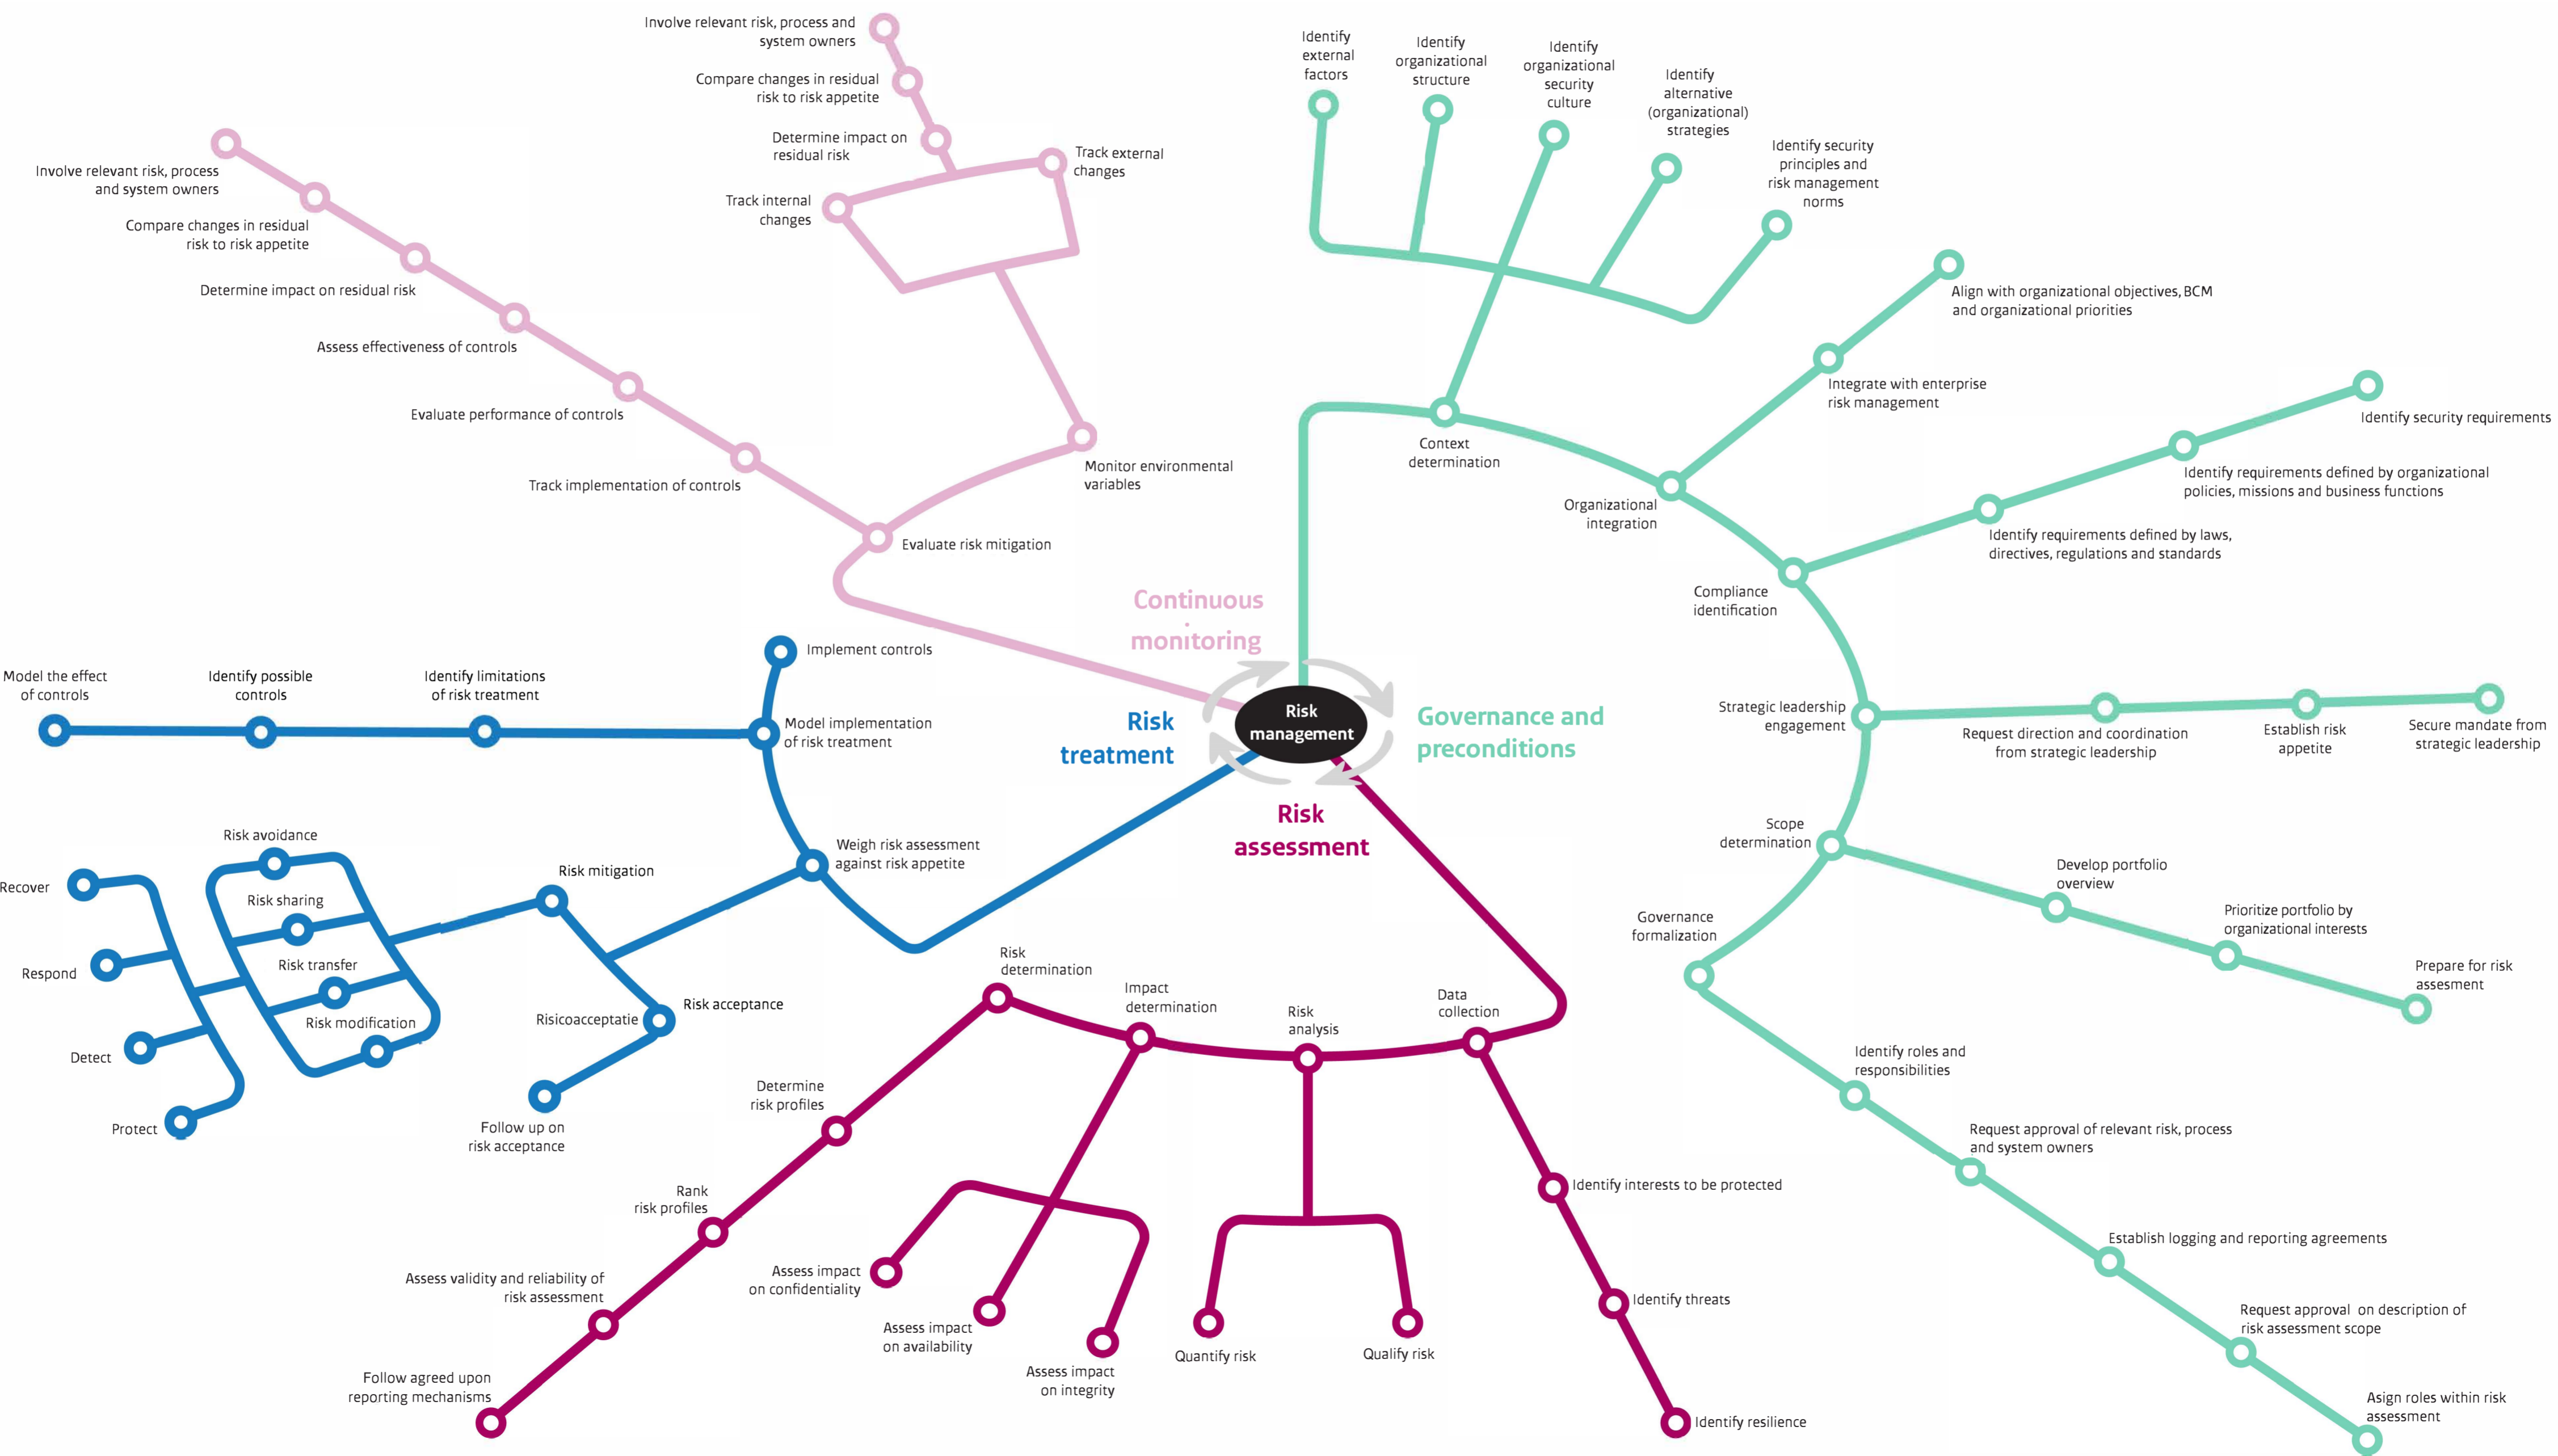 Involve relevant risk, process and
system owners
Compare changes in residual
risk to risk appetite
Determine impact on
residual risk
Track external
changes
Track internal
changes
Involve relevant risk, process
and system owners
Compare changes in residual
risk to risk appetite
Determine impact on residual risk
Assess effectiveness of controls
Evaluate performance of controls
Track implementation of controls
Monitor environmental
variables
Evaluate risk mitigation
Continuous
monitoring
Identify
external
factors
Identify
organizational
structure
Identify
organizational
security
culture
Identify
alternative
(organizational)
strategies
Identify security
principles and
risk management
norms
Context
determination
Align with organizational objectives, BCM
and organizational priorities
Integrate with enterprise
risk management
Organizational
integration
Identify security requirements
Identify requirements defined by organizational
policies, missions and business functions
Identify requirements defined by laws,
directives, regulations and standards
Compliance
identification
Risk
management
Governance and
preconditions
Strategic leadership
engagement
Request direction and coordination
from strategic leadership
Establish risk
appetite
Secure mandate from
strategic leadership
Scope
determination
Develop portfolio
overview
Prioritize portfolio by
organizational interests
Prepare for risk
assesment
Governance
formalization
Identify roles and
responsibilities
Request approval of relevant risk, process
and system owners
Establish logging and reporting agreements
Request approval  on description of
risk assessment scope
Asign roles within risk
assessment
Risk
treatment
Implement controls
Model the effect
of controls
Identify possible
controls
Identify limitations
of risk treatment
Model implementation
of risk treatment
Weigh risk assessment
against risk appetite
Risk mitigation
Risk avoidance
Risk sharing
Risk transfer
Risk modification
Recover
Respond
Detect
Protect
Risicoacceptatie
Risk acceptance
Follow up on
risk acceptance
Risk
assessment
Risk
determination
Impact
determination
Risk
analysis
Data
collection
Determine
risk profiles
Rank
risk profiles
Assess validity and reliability of
risk assessment
Follow agreed upon
reporting mechanisms
Assess impact
on confidentiality
Assess impact
on availability
Assess impact
on integrity
Quantify risk
Qualify risk
Identify interests to be protected
Identify threats
Identify resilience